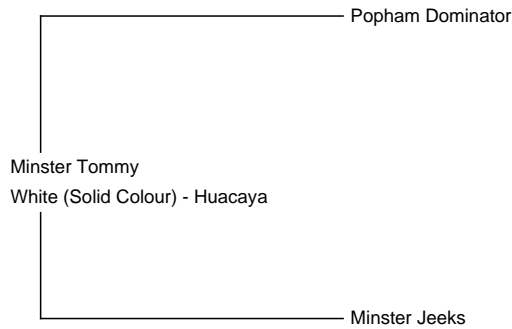 Popham Dominator
Minster Tommy
White (Solid Colour) - Huacaya
Minster Jeeks